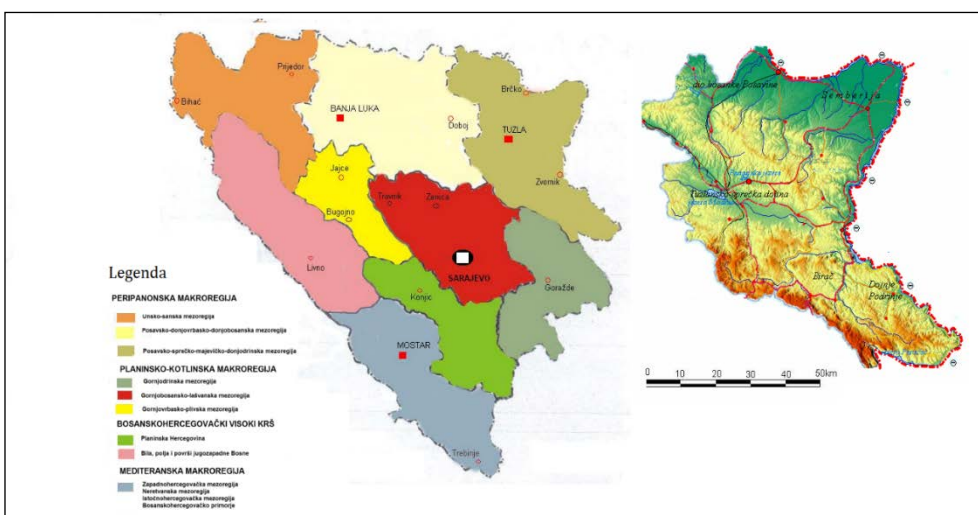 Prijedor
Bihać
BANJA LUKA
Doboj
Brčko
TUZLA
Zvornik
Jajce
Bugojno
Travnik
Zenica
SARAJEVO
Goražde
Livno
Konjic
MOSTAR
Trebinje
Legenda
PERIPANONSKA MAKROREGIJA
Unsko-sanska mezoregija
Posavsko-donjovrbasko-donjobosanska mezoregija
Posavsko-sprečko-majevičko-donjodrinska mezoregija
PLANINSKO-KOTLINSKA MAKROREGIJA
Gornjodrinska mezoregija
Gornjobosansko-lašvanska mezoregija
Gornjovrbasko-plivska mezoregija
BOSANSKOHERCEGOVAČKI VISOKI KRŠ
Planinska Hercegovina
Bila, polja i površi jugozapadne Bosne
MEDITERANSKA MAKROREGIJA
Zapadnohercegovačka mezoregija
Neretvanska mezoregija
Istočnohercegovačka mezoregija
Bosanskohercegovačko primorje
dio bosanske Posavine
Semberija
dolina
Birač
Donje
Podrinje
0 10 20 30 40 50km